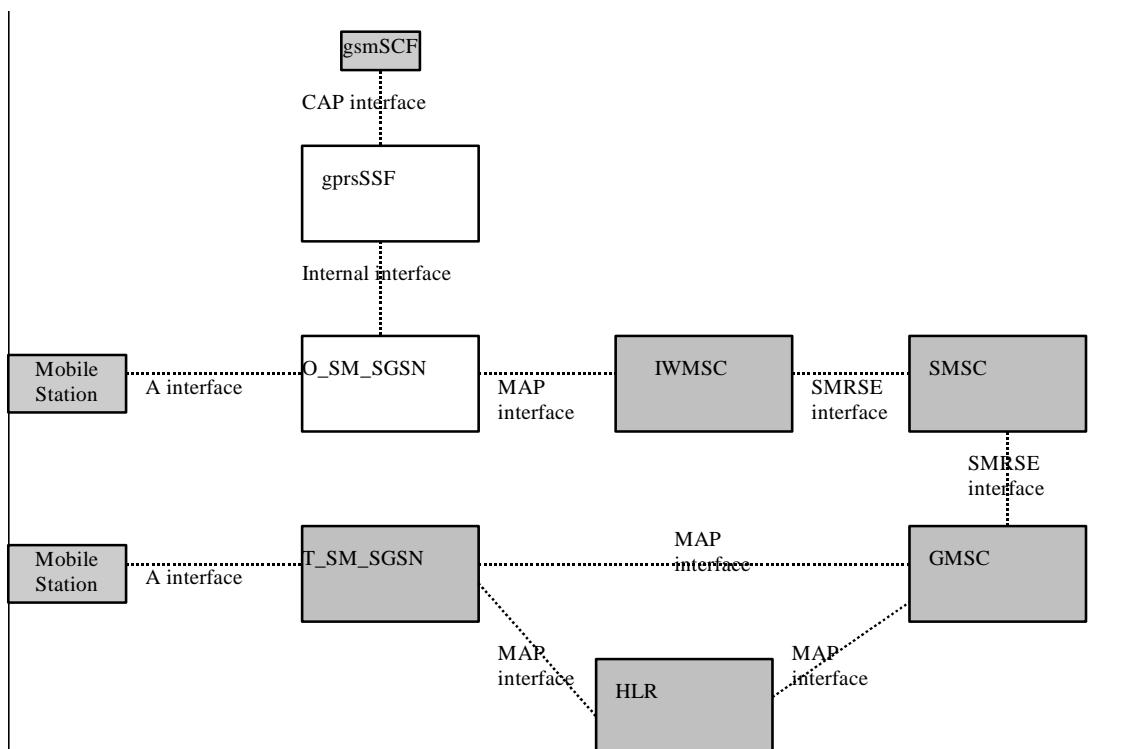 gsmSCF
CAP interface
gprsSSF
Internal interface
Mobile
Station
A interface
O_SM_SGSN
MAP
interface
IWMSC
SMRSE
interface
SMSC
SMRSE
interface
Mobile
Station
A interface
T_SM_SGSN
MAP
interface
GMSC
MAP
interface
HLR
MAP
interface